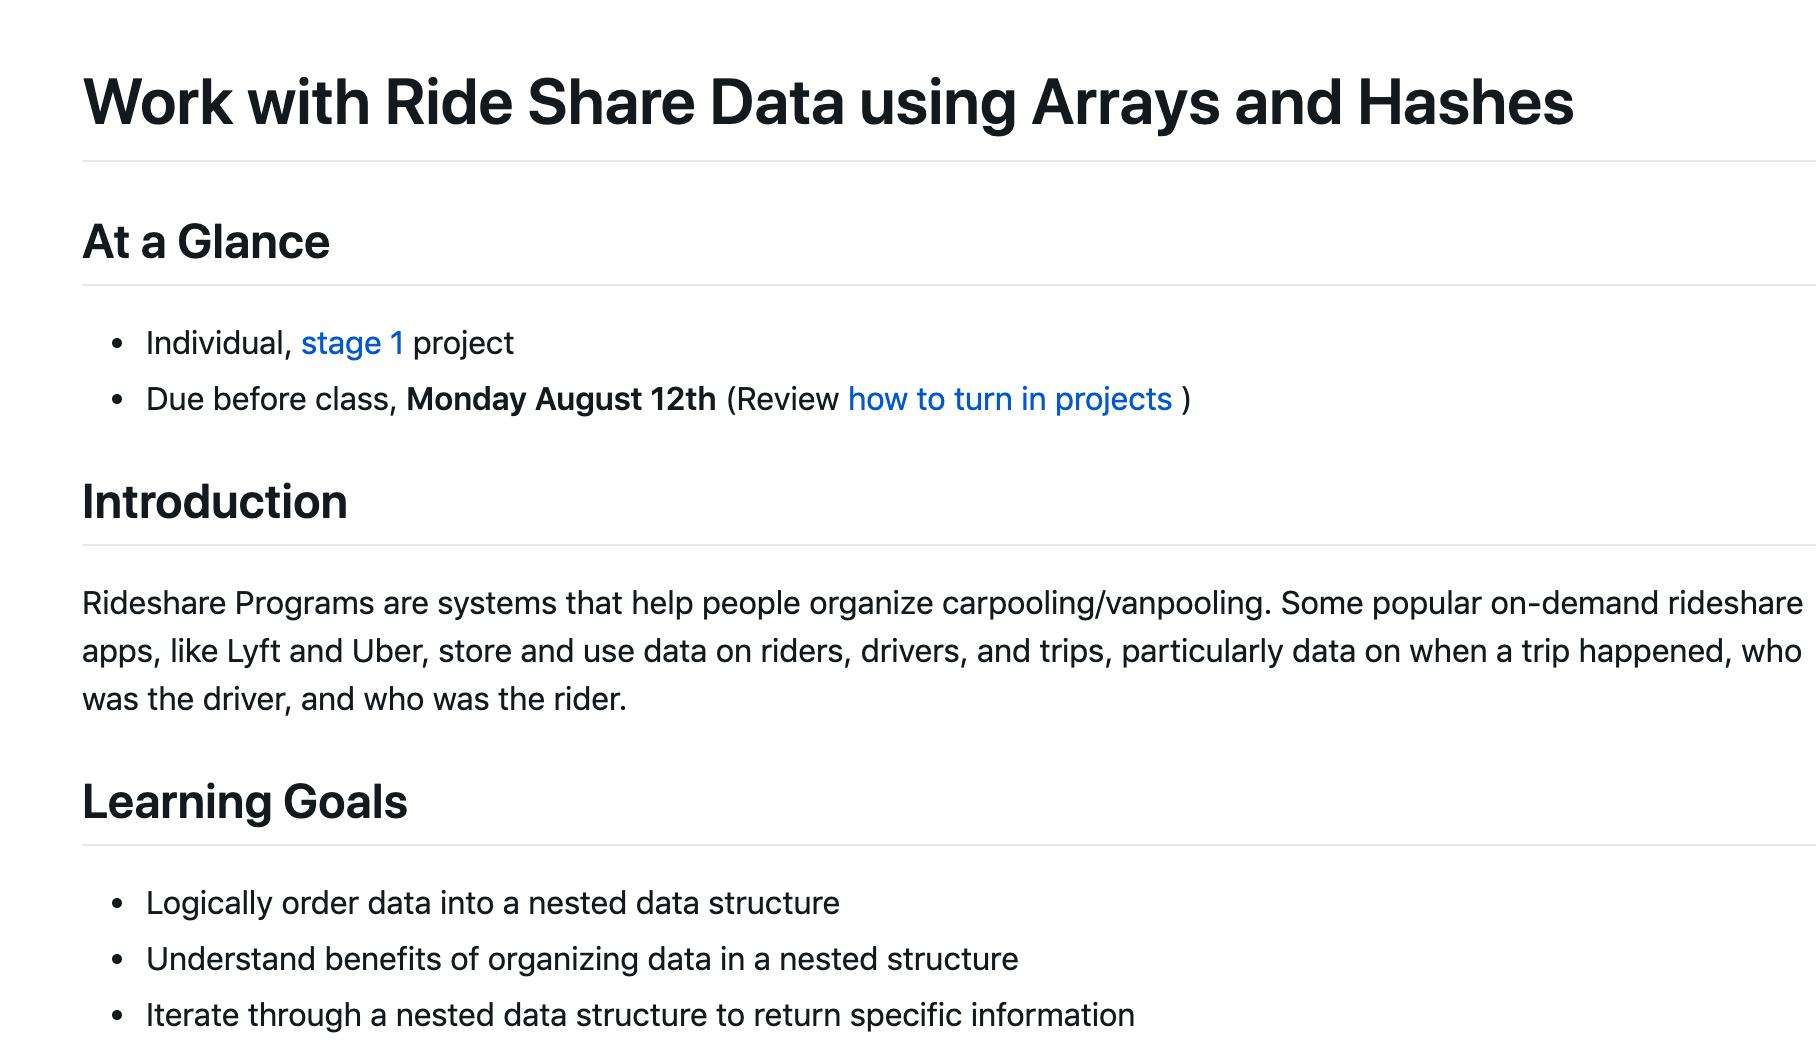 Work with Ride Share Data using Arrays and Hashes
At a Glance
Individual, stage 1 project
Due before class, Monday August 12th (Review how to turn in projects )
Introduction
Rideshare Programs are systems that help people organize carpooling/vanpooling. Some popular on-demand rideshare
apps, like Lyft and Uber, store and use data on riders, drivers, and trips, particularly data on when a trip happened, who
was the driver, and who was the rider.
Learning Goals
Logically order data into a nested data structure
Understand benefits of organizing data in a nested structure
Iterate through a nested data structure to return specific information